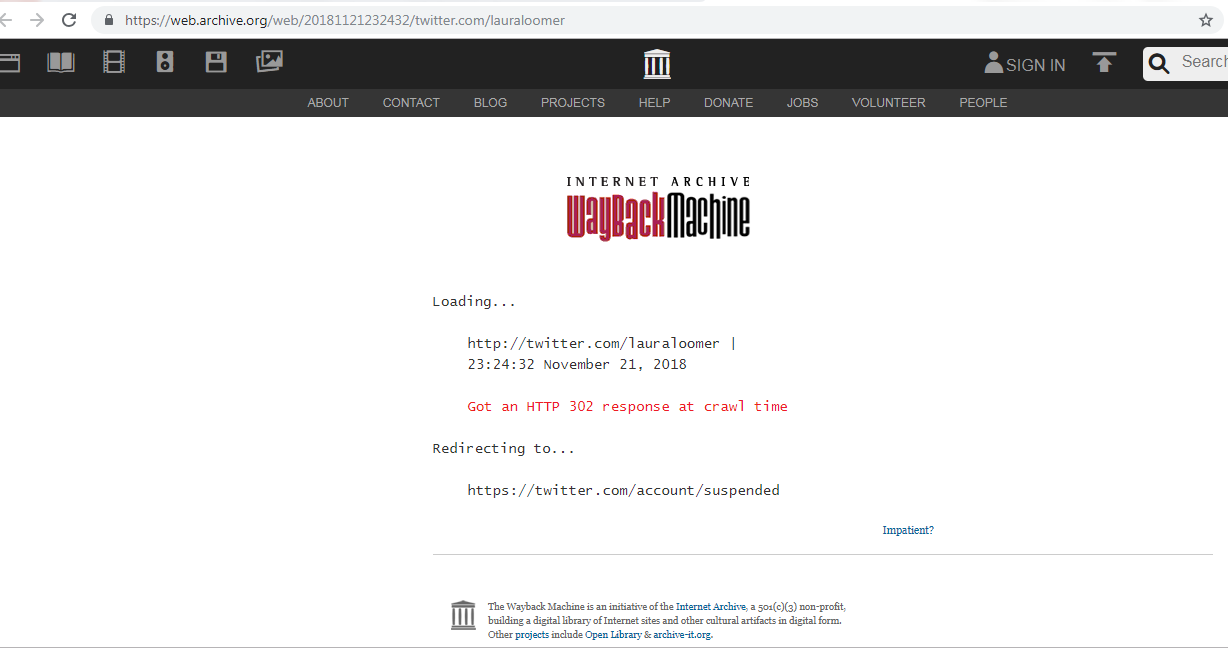 https://web.archive.org/web/20181121232432/twitter.com/lauraloomer
SIGN IN
Search
ABOUT CONTACT BLOG PROJECTS HELP DONATE JOBS VOLUNTEER PEOPLE
INTERNET ARCHIVE
WayBackMachine
Loading...
http://twitter.com/lauraloomer |
23:24:32 November 21, 2018
Got an HTTP 302 response at crawl time
Redirecting to...
https://twitter.com/account/suspended
Impatient?
The Wayback Machine is an initiative of the Internet Archive, a 501(c)(3) non-profit,
building a digital library of Internet sites and other cultural artifacts in digital form.
Other projects include Open Library & archive-it.org.